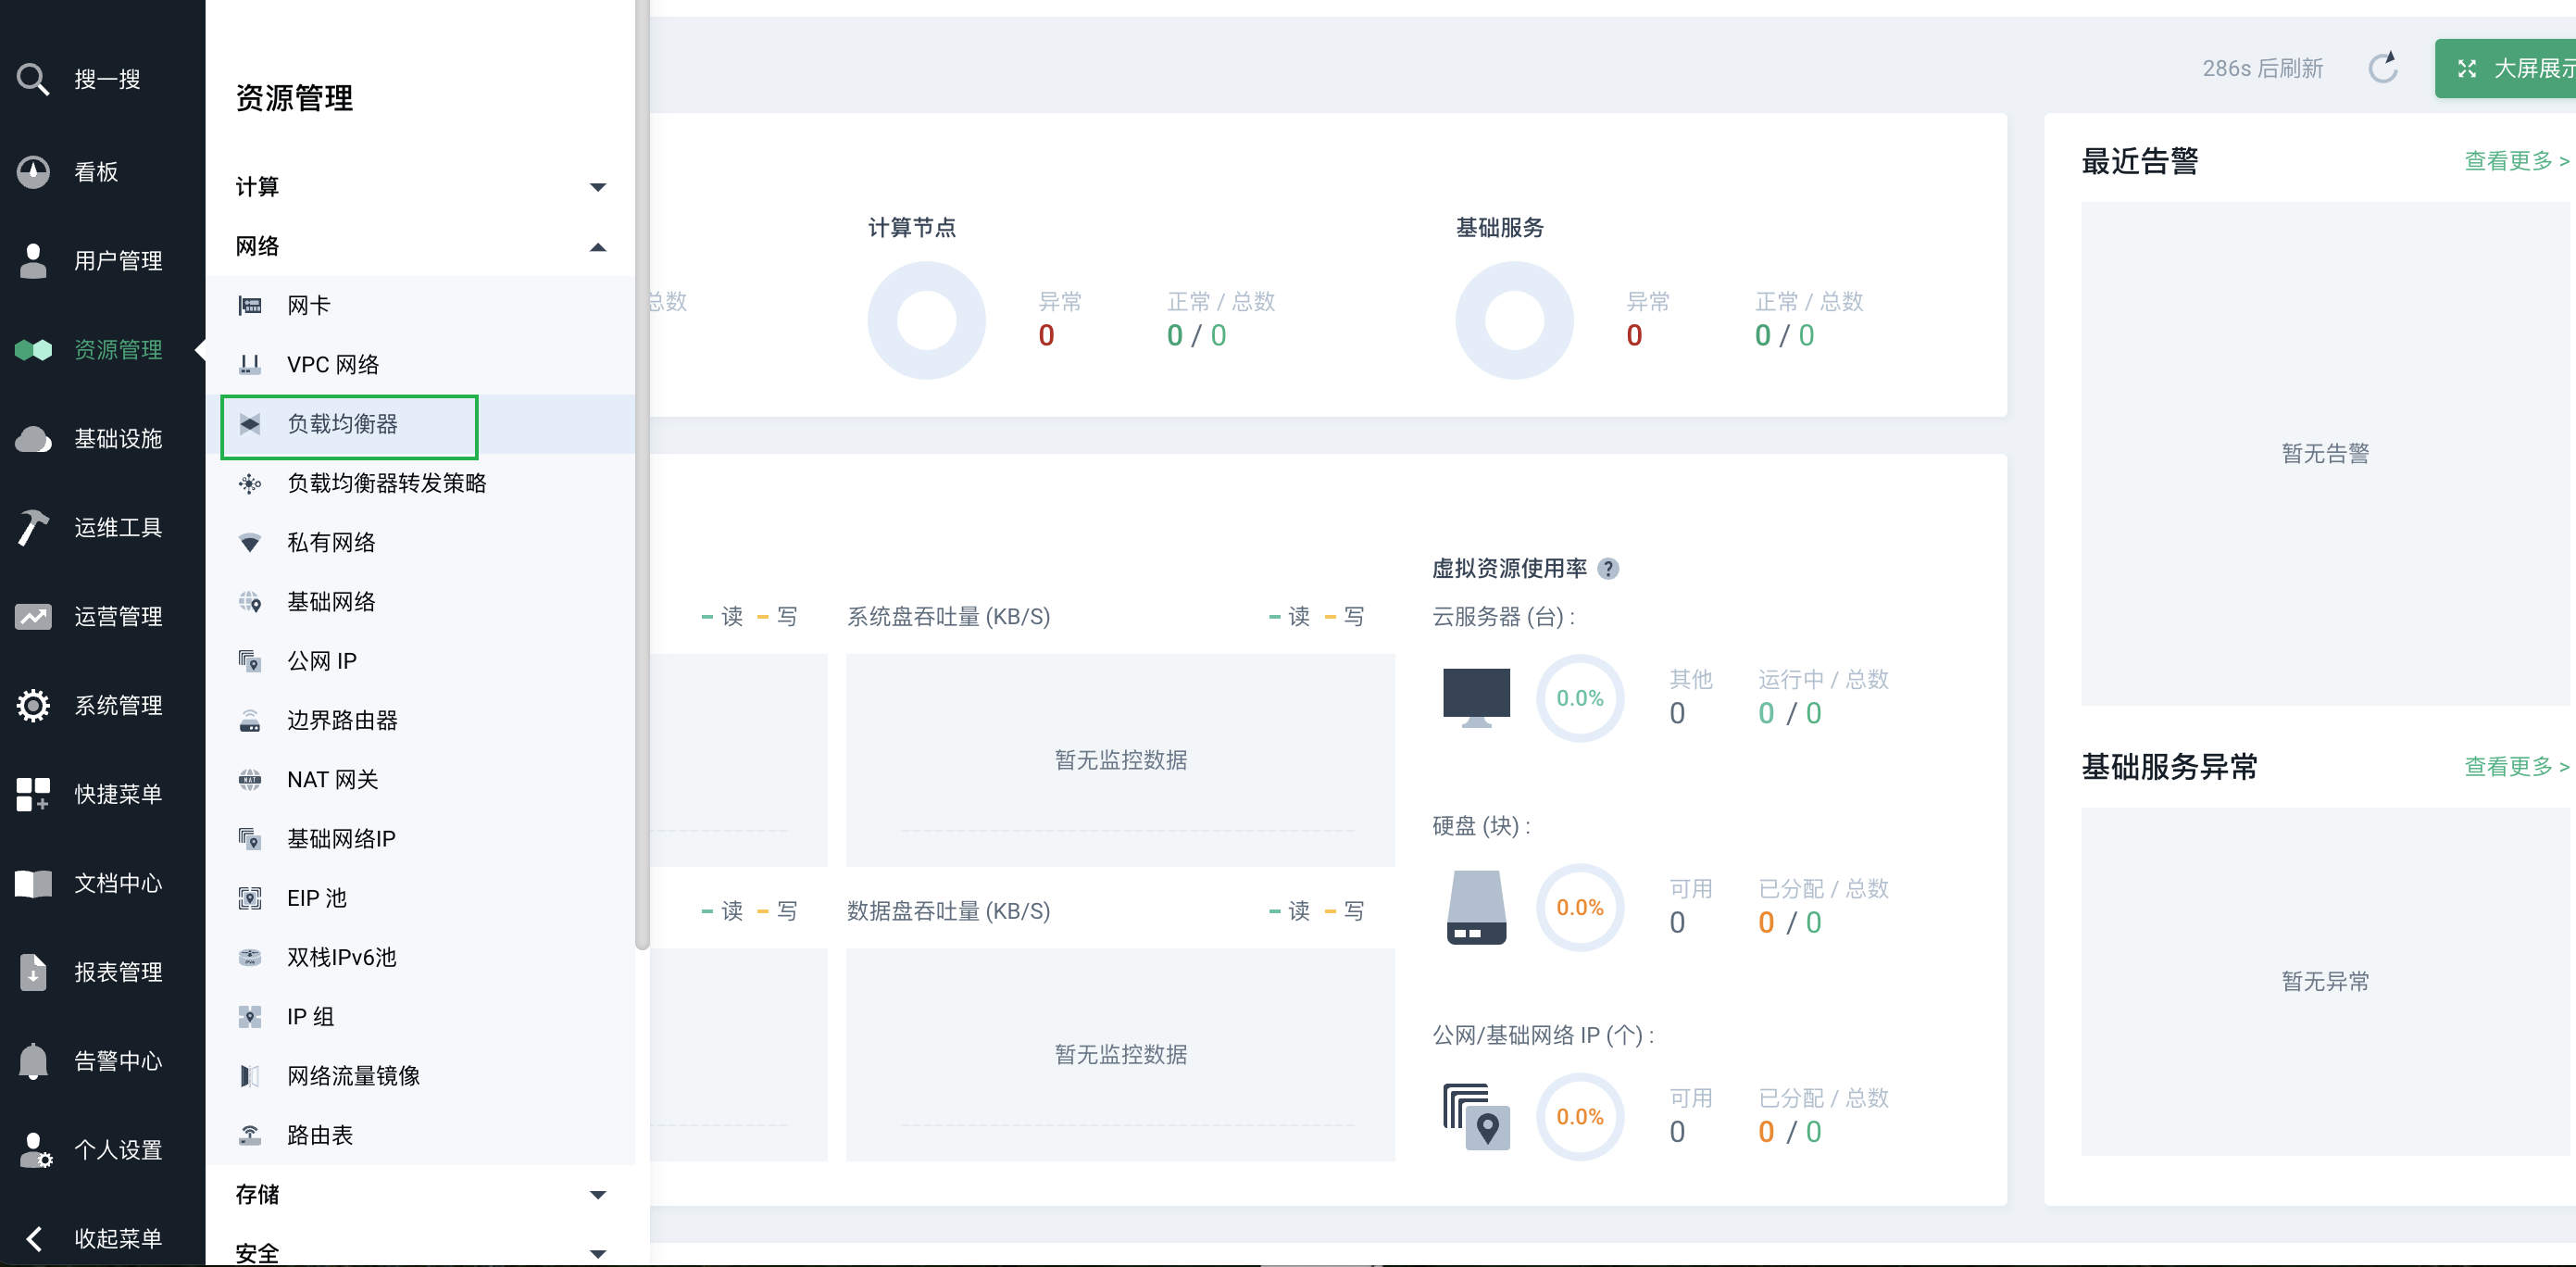 搜一搜
看板
用户管理
资源管理
基础设施
运维工具
运营管理
系统管理
快捷菜单
文档中心
报表管理
告警中心
个人设置
收起菜单
资源管理
计算
网络
网卡
VPC 网络
负载均衡器
负载均衡器转发策略
私有网络
基础网络
公网 IP
边界路由器
NAT 网关
基础网络IP
EIP 池
双栈IPv6池
IP 组
网络流量镜像
路由表
存储
安全
286s 后刷新
大屏展示
总数
计算节点
异常
0
正常 / 总数
0 / 0
基础服务
异常
0
正常 / 总数
0 / 0
读 写
系统盘吞吐量 (KB/S)
读 写
暂无监控数据
读 写
数据盘吞吐量 (KB/S)
读 写
暂无监控数据
虚拟资源使用率 ?
云服务器 (台) :
0.0%
其他
0
运行中 / 总数
0 / 0
硬盘 (块) :
0.0%
可用
0
已分配 / 总数
0 / 0
公网/基础网络 IP (个) :
0.0%
可用
0
已分配 / 总数
0 / 0
最近告警
查看更多 >
暂无告警
基础服务异常
查看更多 >
暂无异常